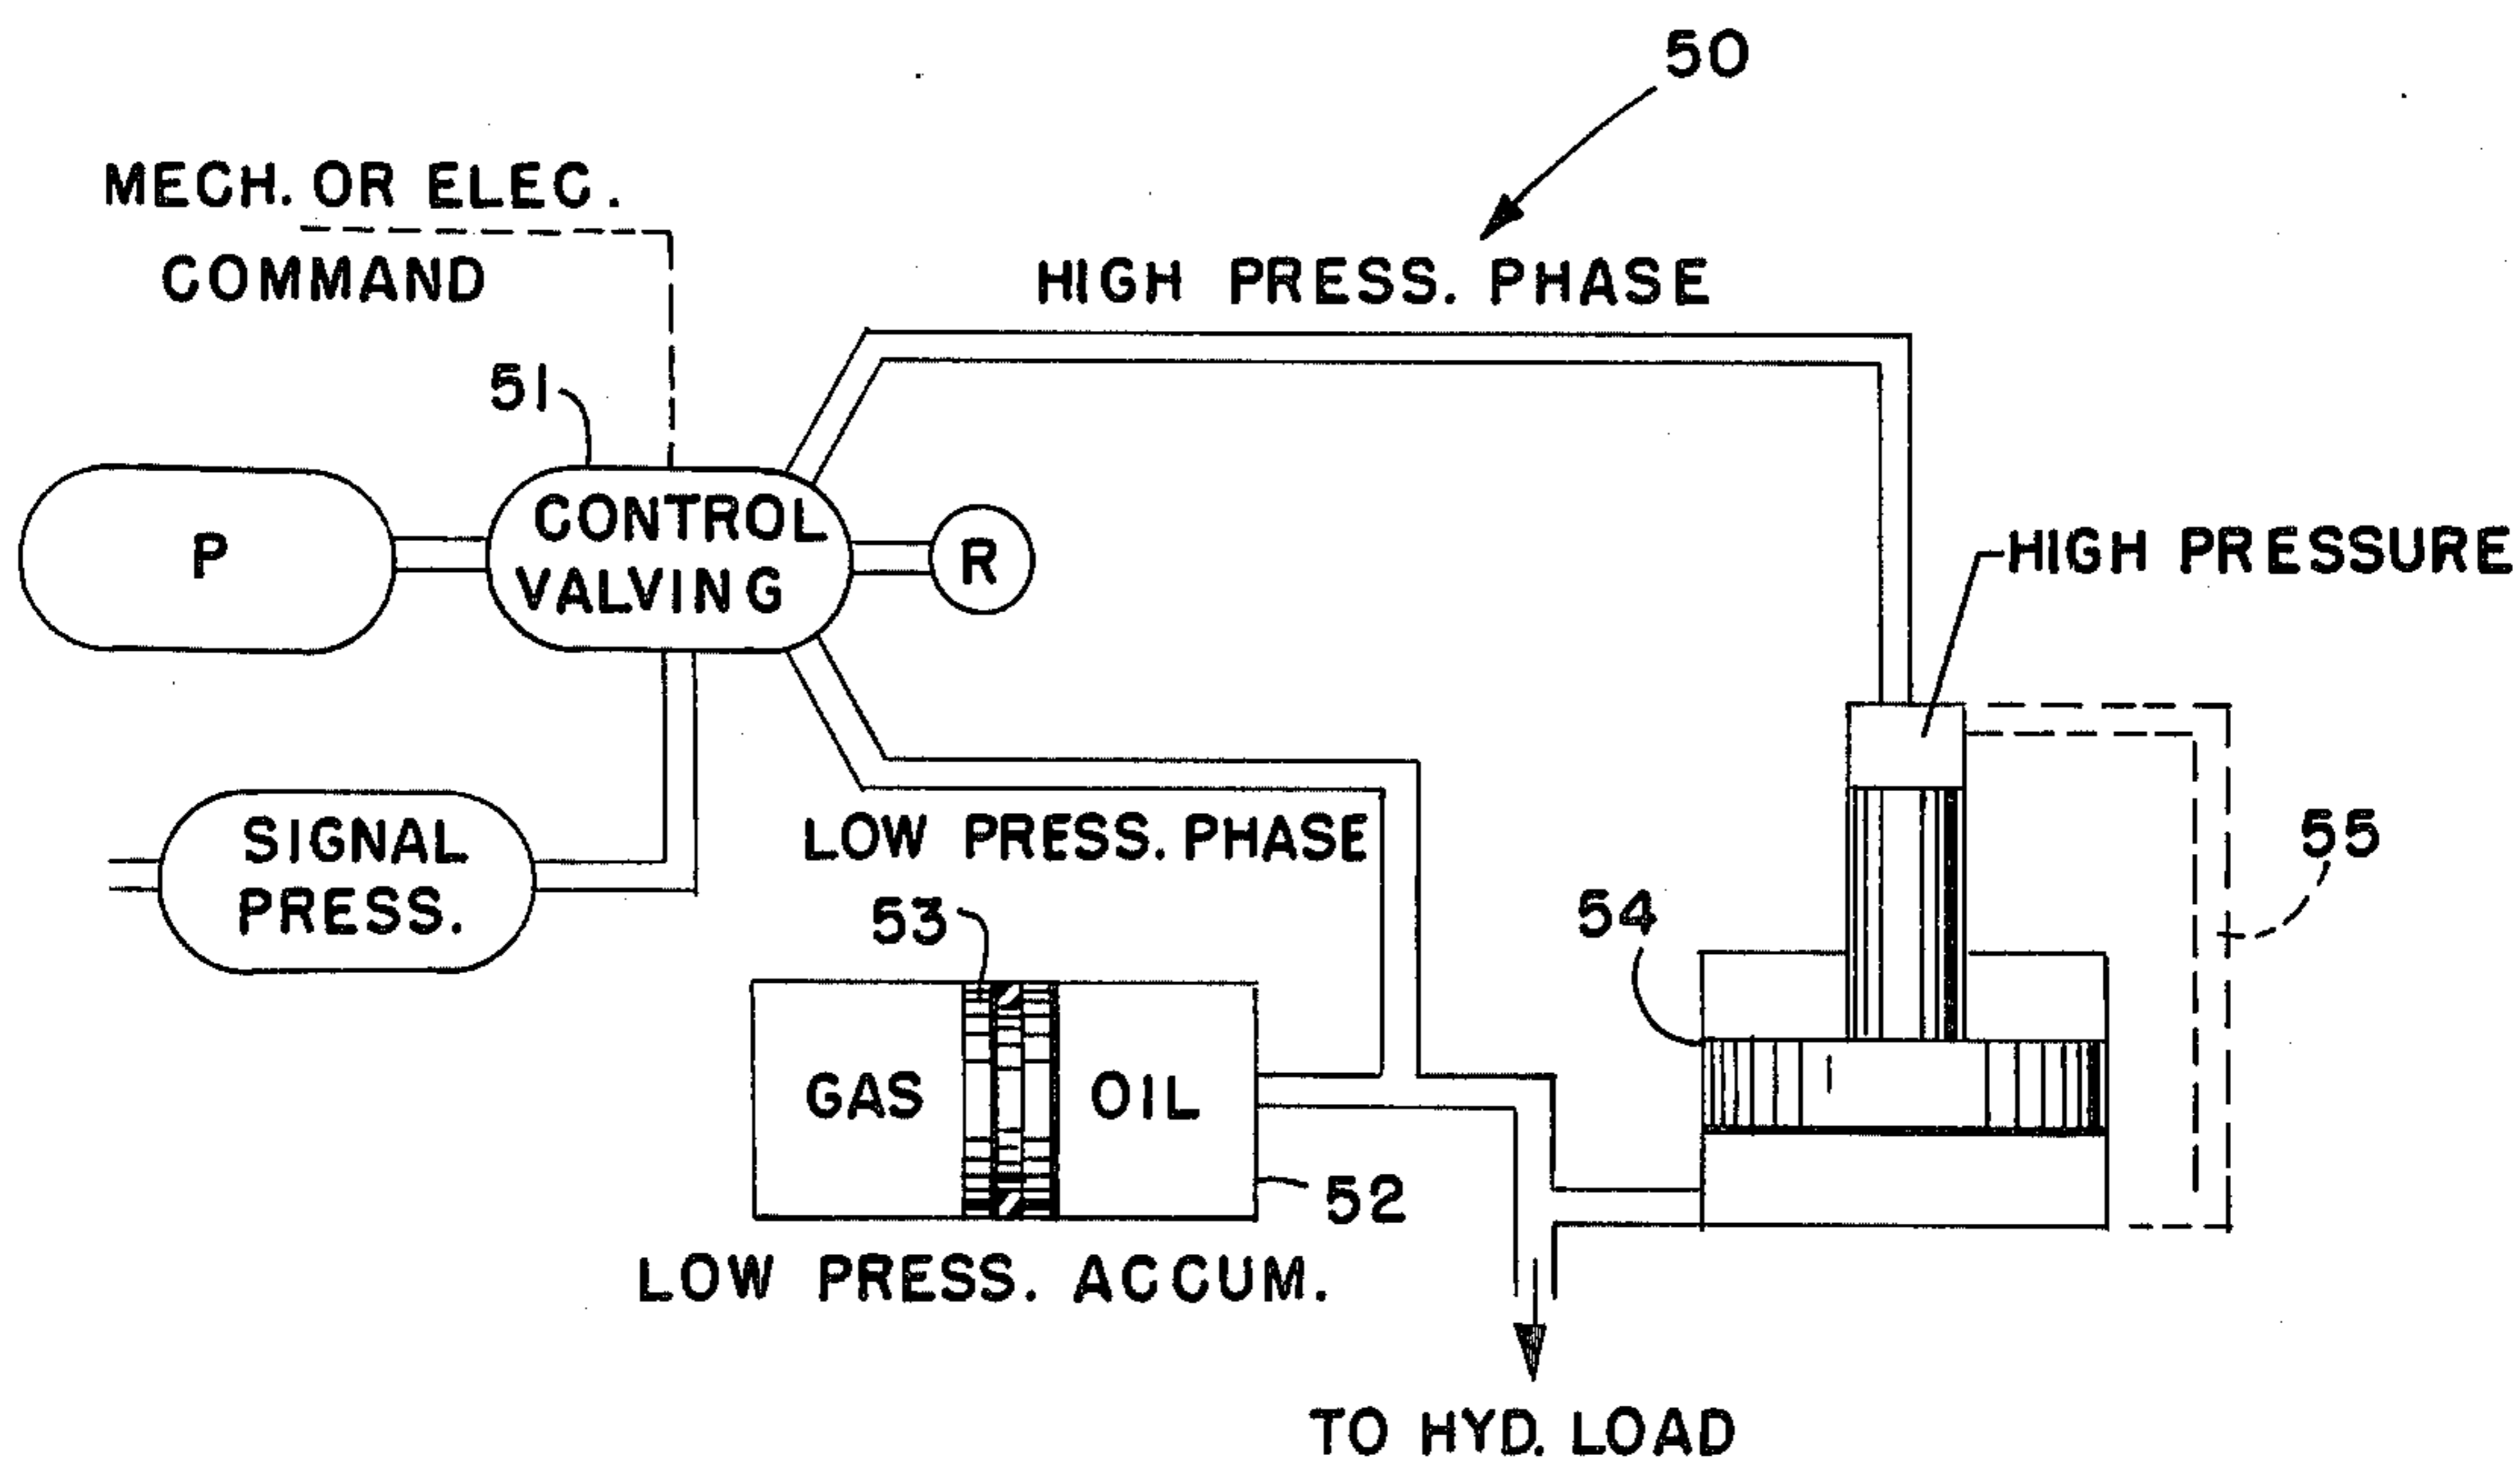 50
MECH. OR ELEC.
COMMAND
HIGH PRESS. PHASE
51
CONTROL
VALVING
P
R
HIGH PRESSURE
SIGNAL
PRESS.
LOW PRESS. PHASE
55
53
54
GAS
OIL
52
LOW PRESS. ACCUM.
TO HYD. LOAD